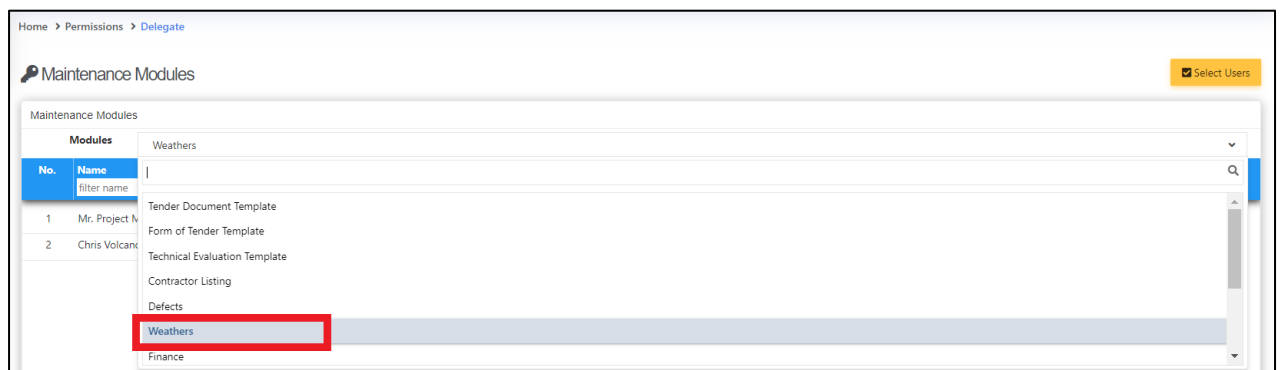 Home > Permissions > Delegate
Maintenance Modules
Select Users
Maintenance Modules
Modules Weathers
No. Name
filter name
1 Mr. Project
2 Chris
Tender Document Template
Form of Tender Template
Technical Evaluation Template
Contractor Listing
Defects
Weathers
Finance